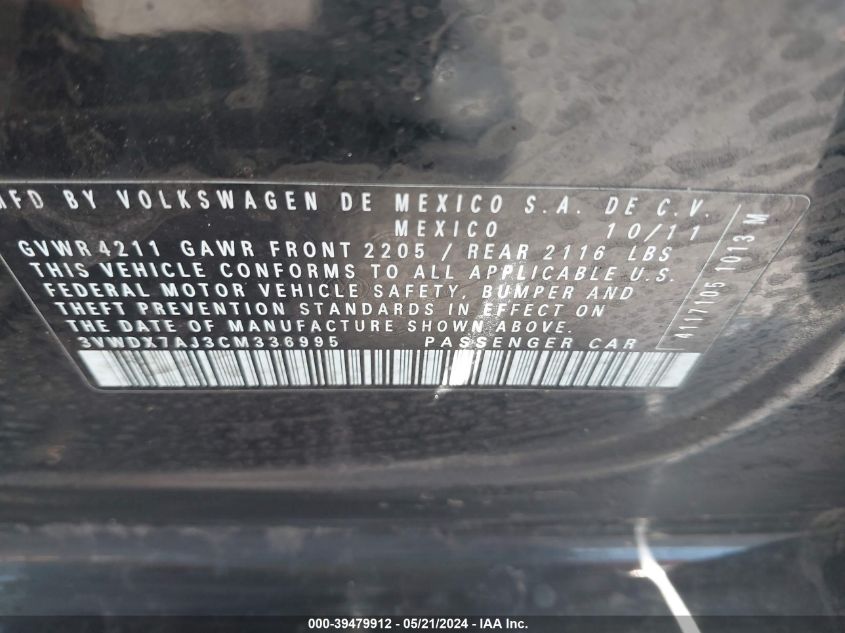 MFD BY VOLKSWAGEN DE MEXICO S.A. DE C.V.
MEXICO 10/11
GVWR 4211 GAWR FRONT 2205 / REAR 2116 LBS
THIS VEHICLE CONFORMS TO ALL APPLICABLE U.S.
FEDERAL MOTOR VEHICLE SAFETY, BUMPER AND
THEFT PREVENTION STANDARDS IN EFFECT ON
THE DATE OF MANUFACTURE SHOWN ABOVE.
3VWDX7AJ3CM336995 PASSENGER CAR
4117105 1013 M
000-39479912 - 05/21/2024 - IAA Inc.